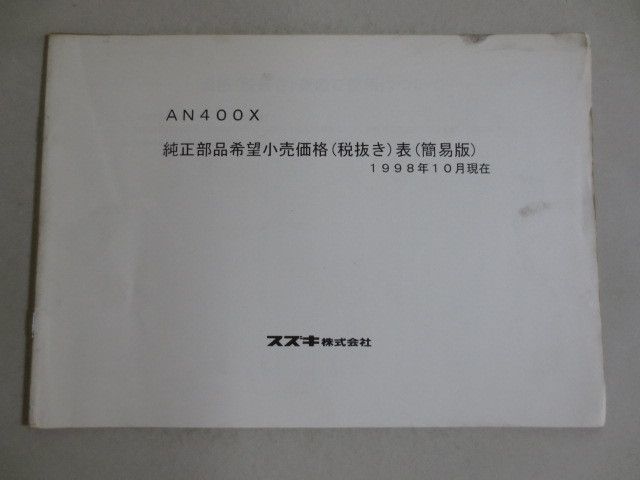 AN400X
純正部品希望小売価格(税抜き)表(簡易版)
1998年10月現在
スズキ株式会社